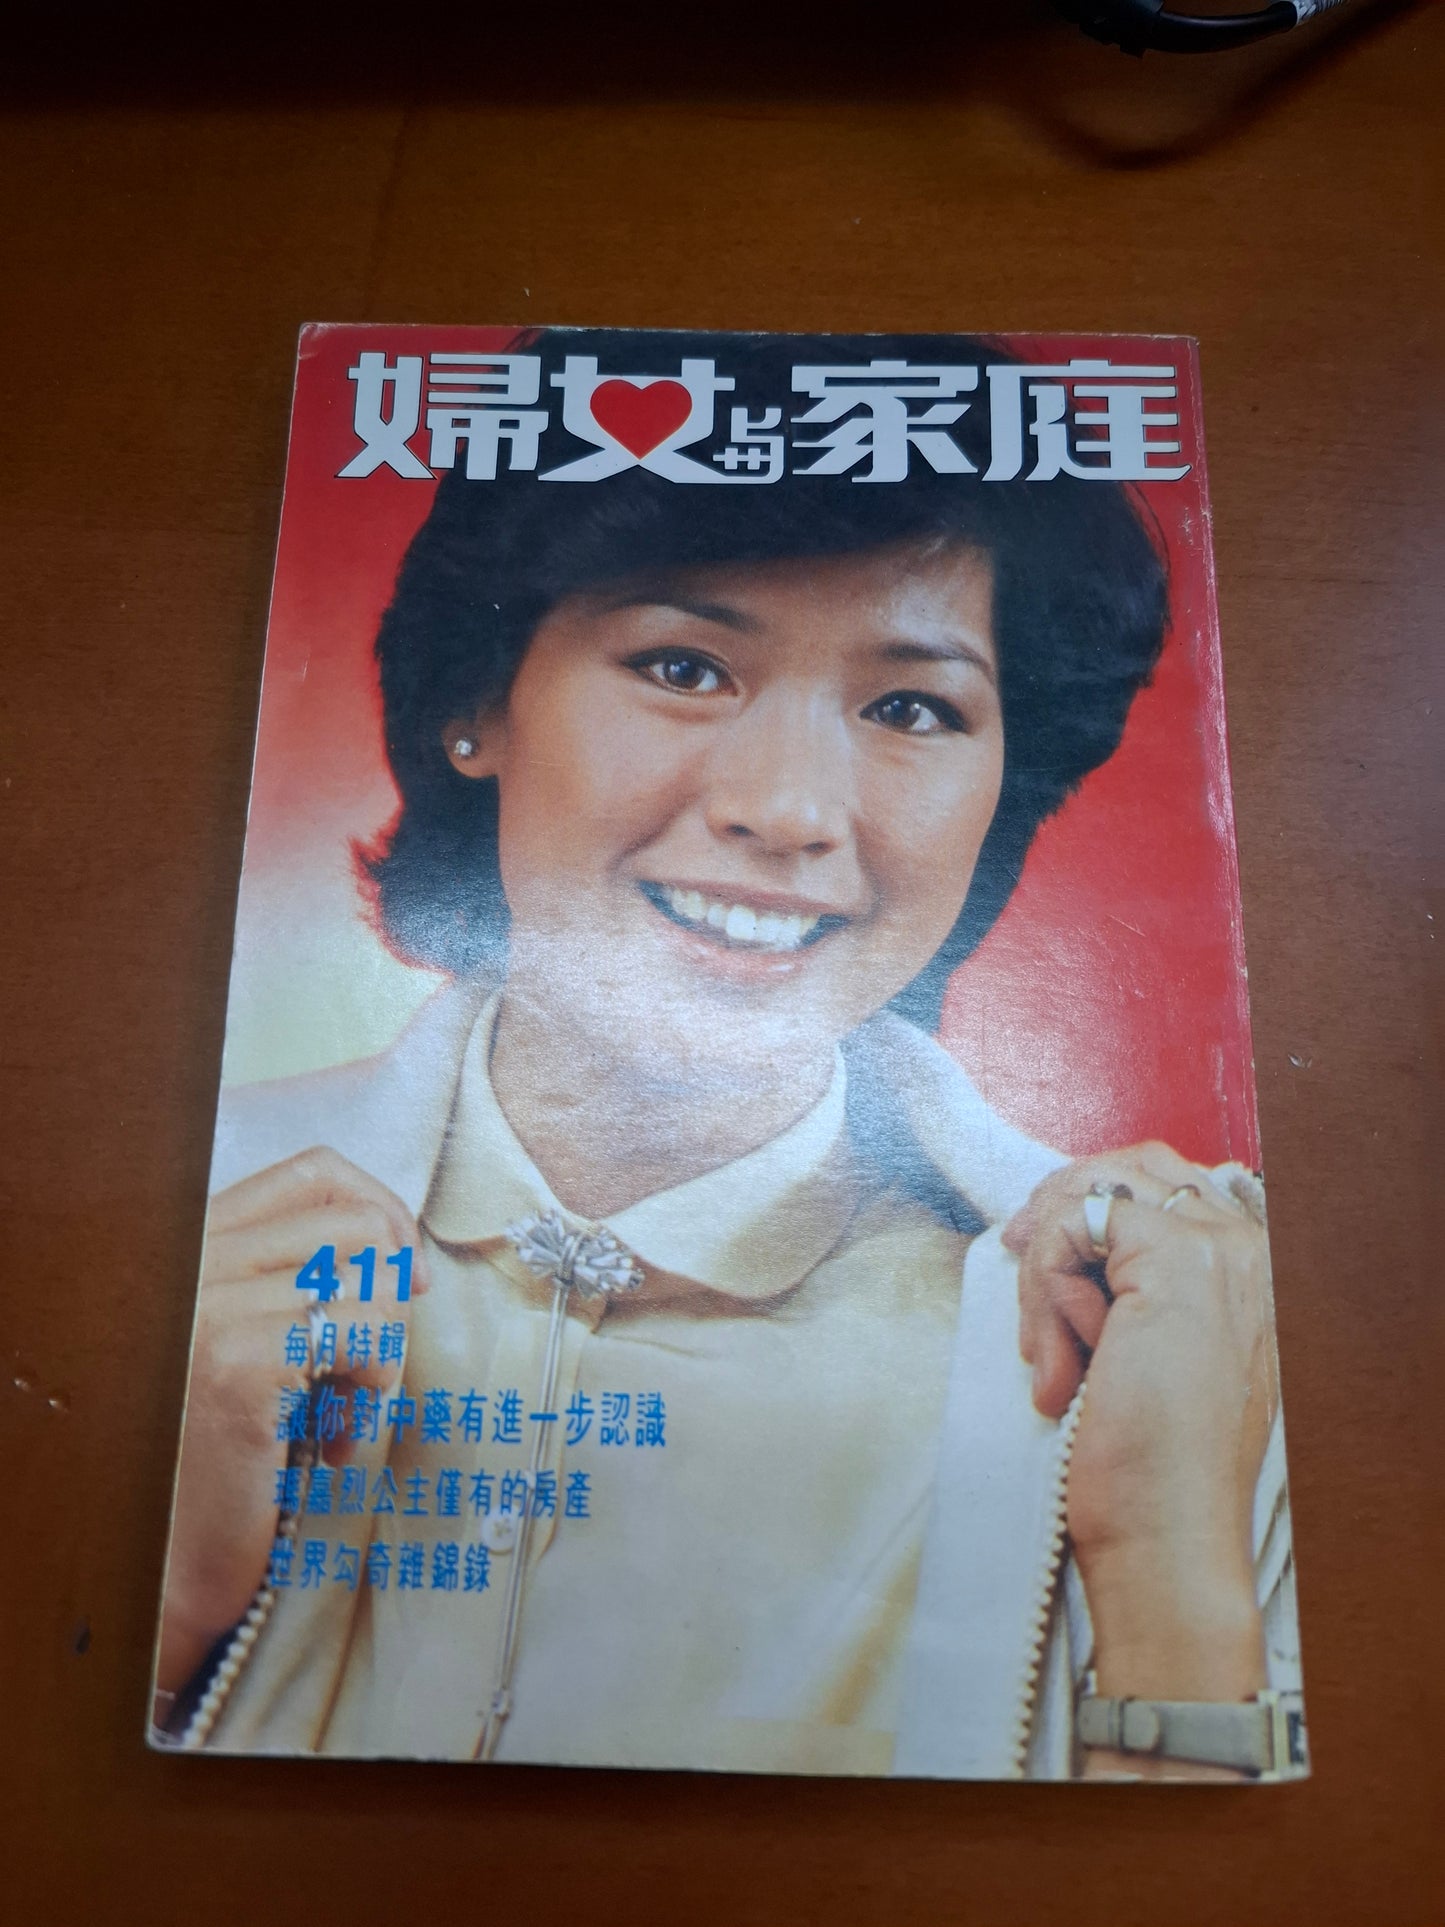 婦女与家庭
411
每月特輯
讓你對中藥有進一步認識
瑪嘉烈公主僅有的房產
世界勾奇雜錦錄